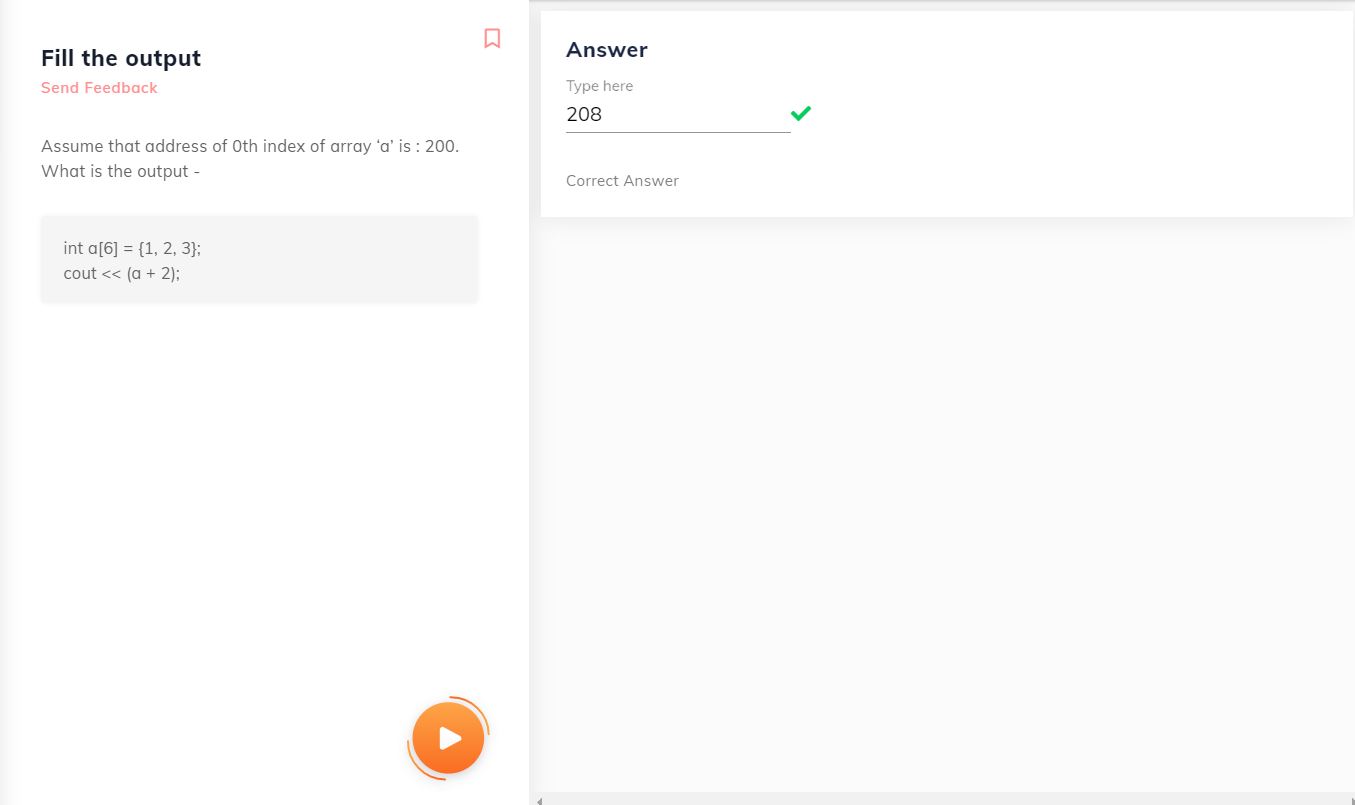 Fill the output
Send Feedback
Assume that address of 0th index of array ‘a’ is : 200.
What is the output -
int a[6] = {1, 2, 3};
cout << (a + 2);
Answer
Type here
208
Correct Answer